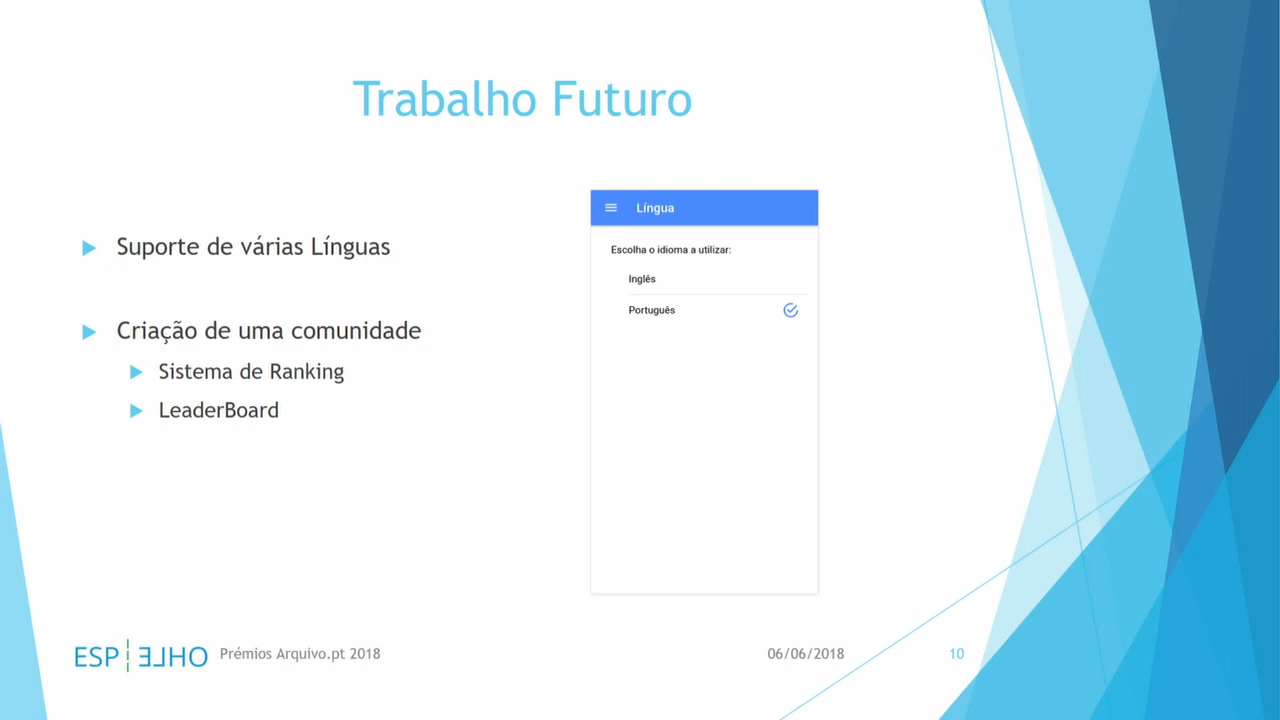 Trabalho Futuro
Suporte de várias Línguas
Criação de uma comunidade
Sistema de Ranking
LeaderBoard
Língua
Escolha o idioma a utilizar:
Inglês
Português
ESP ELHO
Prémios Arquivo.pt 2018
06/06/2018
10